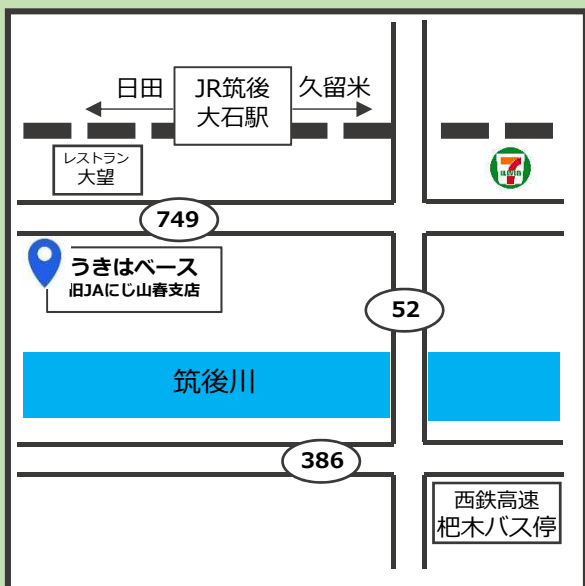 日田
JR筑後
大石駅
久留米
レストラン
大望
7
ELEVEn
749
うきはベース
旧JAにじ山春支店
52
筑後川
386
西鉄高速
杷木バス停